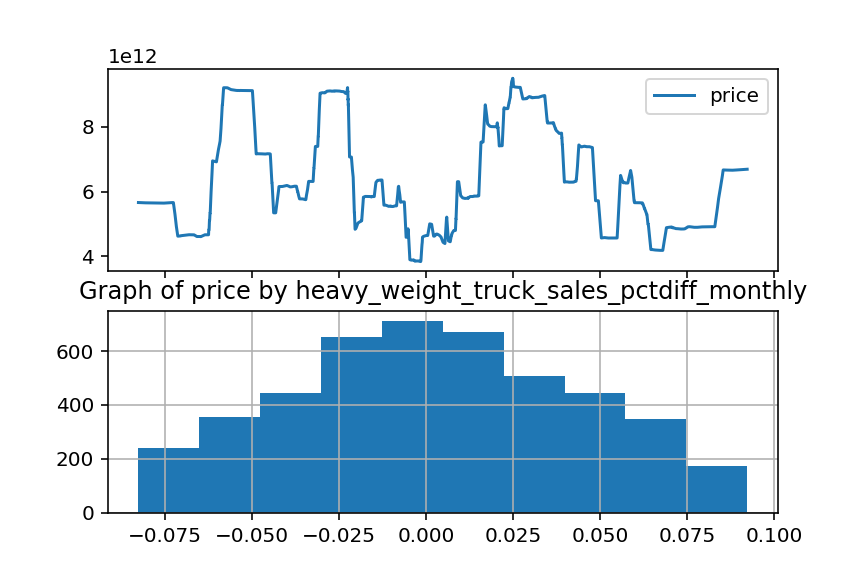 1e12
price
8
6
4
Graph of price by heavy_weight_truck_sales_pctdiff_monthly
600
400
200
0
−0.075 −0.050 −0.025 0.000 0.025 0.050 0.075 0.100